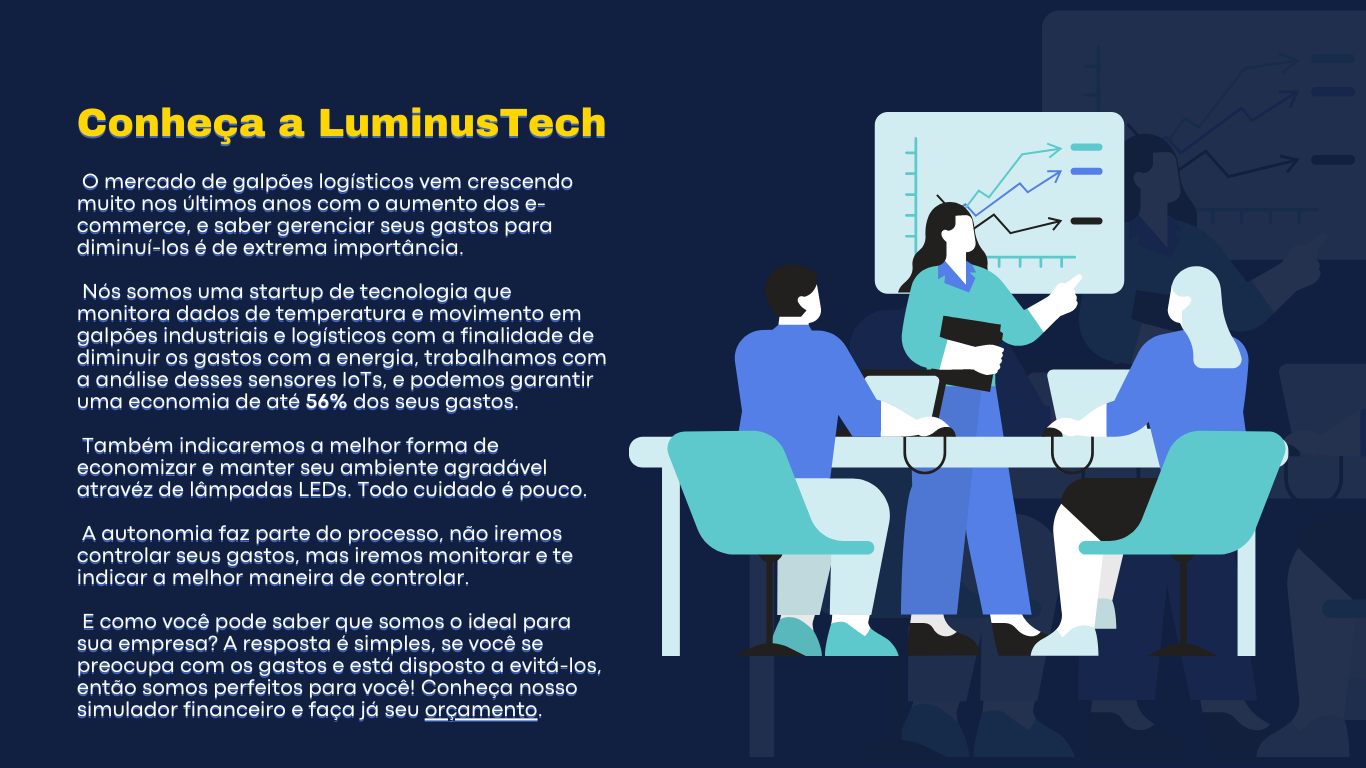 Conheça a LuminusTech
O mercado de galpões logísticos vem crescendo
muito nos últimos anos com o aumento dos e-
commerce, e saber gerenciar seus gastos para
diminuí-los é de extrema importância.
Nós somos uma startup de tecnologia que
monitora dados de temperatura e movimento em
galpões industriais e logísticos com a finalidade de
diminuir os gastos com a energia, trabalhamos com
a análise desses sensores IoTs, e podemos garantir
uma economia de até 56% dos seus gastos.
Também indicaremos a melhor forma de
economizar e manter seu ambiente agradável
atravéz de lâmpadas LEDs. Todo cuidado é pouco.
A autonomia faz parte do processo, não iremos
controlar seus gastos, mas iremos monitorar e te
indicar a melhor maneira de controlar.
E como você pode saber que somos o ideal para
sua empresa? A resposta é simples, se você se
preocupa com os gastos e está disposto a evitá-los,
então somos perfeitos para você! Conheça nosso
simulador financeiro e faça já seu orçamento.